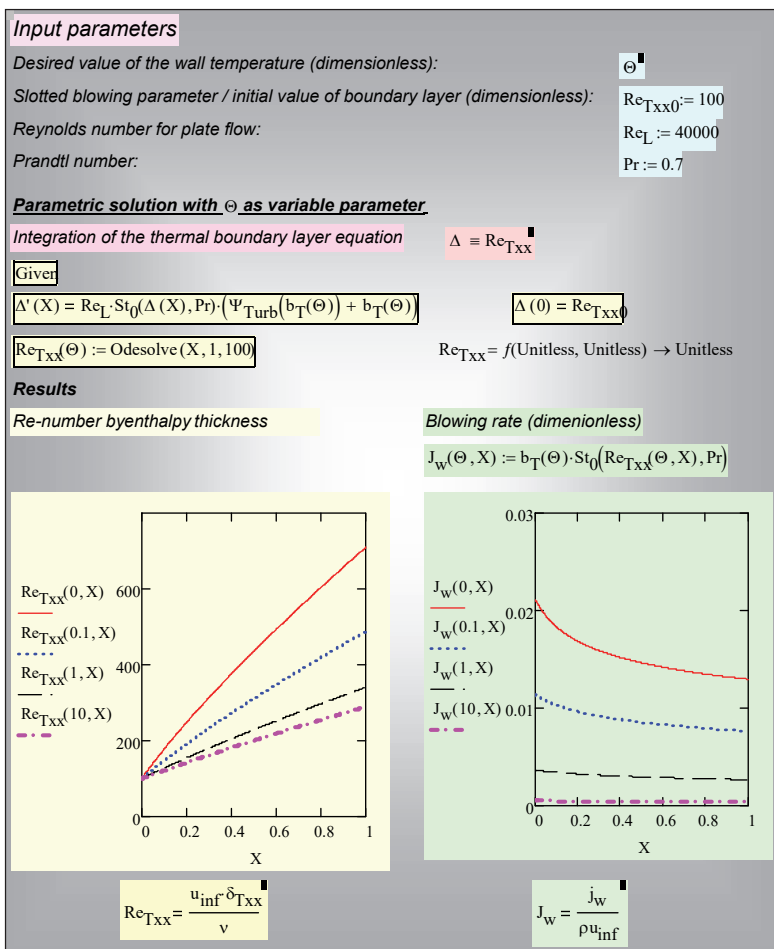 Input parameters
Desired value of the wall temperature (dimensionless): Θ
Slotted blowing parameter / initial value of boundary layer (dimensionless): Re_Txx0 := 100
Reynolds number for plate flow: Re_L := 40000
Prandtl number: Pr := 0.7
Parametric solution with Θ as variable parameter
Integration of the thermal boundary layer equation Δ ≡ Re_Txx
Given
Δ'(X) = Re_L·St_0(Δ(X),Pr)·(Ψ_Turb(b_T(Θ)) + b_T(Θ)) Δ(0) = Re_Txx0
Re_Txx(Θ) := Odesolve(X,1,100) Re_Txx = f(Unitless, Unitless) → Unitless
Results
Re-number byenthalpy thickness
Blowing rate (dimenionless)
J_w(Θ,X) := b_T(Θ)·St_0(Re_Txx(Θ,X),Pr)
Re_Txx(0,X)
Re_Txx(0.1,X)
Re_Txx(1,X)
Re_Txx(10,X)
600
400
200
0
0 0.2 0.4 0.6 0.8 1
X
Re_Txx = u_inf·δ_Txx / ν
J_w(0,X)
J_w(0.1,X)
J_w(1,X)
J_w(10,X)
0.03
0.02
0.01
0
0 0.2 0.4 0.6 0.8 1
X
J_w = j_w / ρu_inf